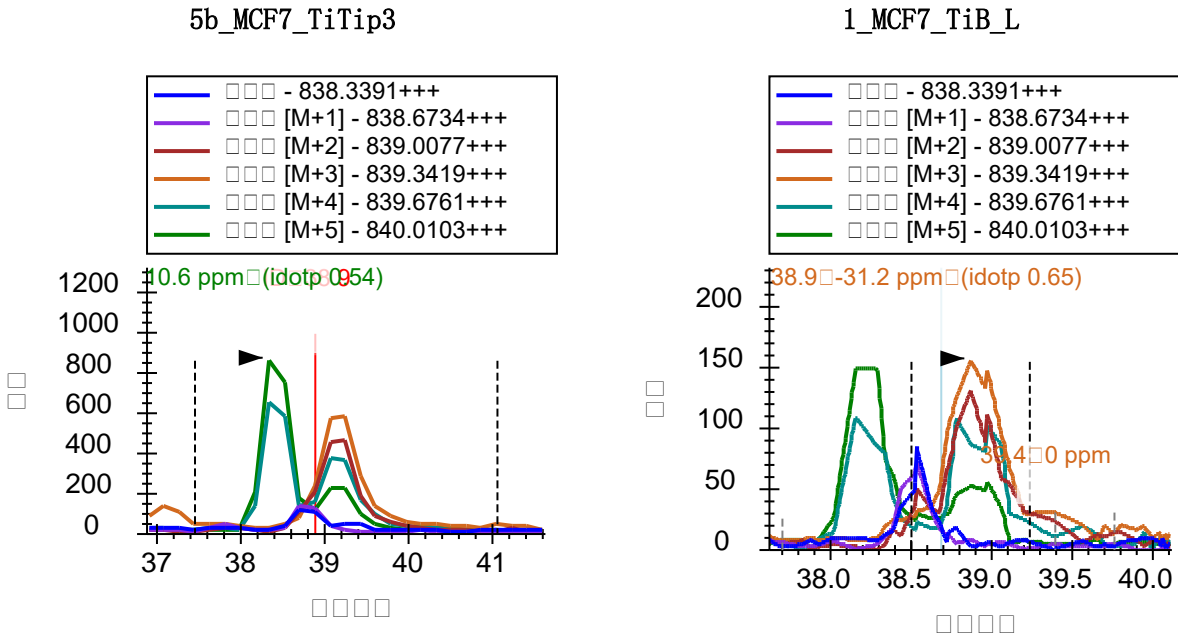 5b_MCF7_TiTip3
□□□ - 838.3391+++
□□□ [M+1] - 838.6734+++
□□□ [M+2] - 839.0077+++
□□□ [M+3] - 839.3419+++
□□□ [M+4] - 839.6761+++
□□□ [M+5] - 840.0103+++
10.6 ppm□(idotp 0.54)
1200
1000
800
600
400
200
0
□□
37
38
39
40
41
□□□□
1_MCF7_TiB_L
□□□ - 838.3391+++
□□□ [M+1] - 838.6734+++
□□□ [M+2] - 839.0077+++
□□□ [M+3] - 839.3419+++
□□□ [M+4] - 839.6761+++
□□□ [M+5] - 840.0103+++
38.9□-31.2 ppm□(idotp 0.65)
200
150
100
50
0
□□
□0 ppm
38.0
38.5
39.0
39.5
40.0
□□□□